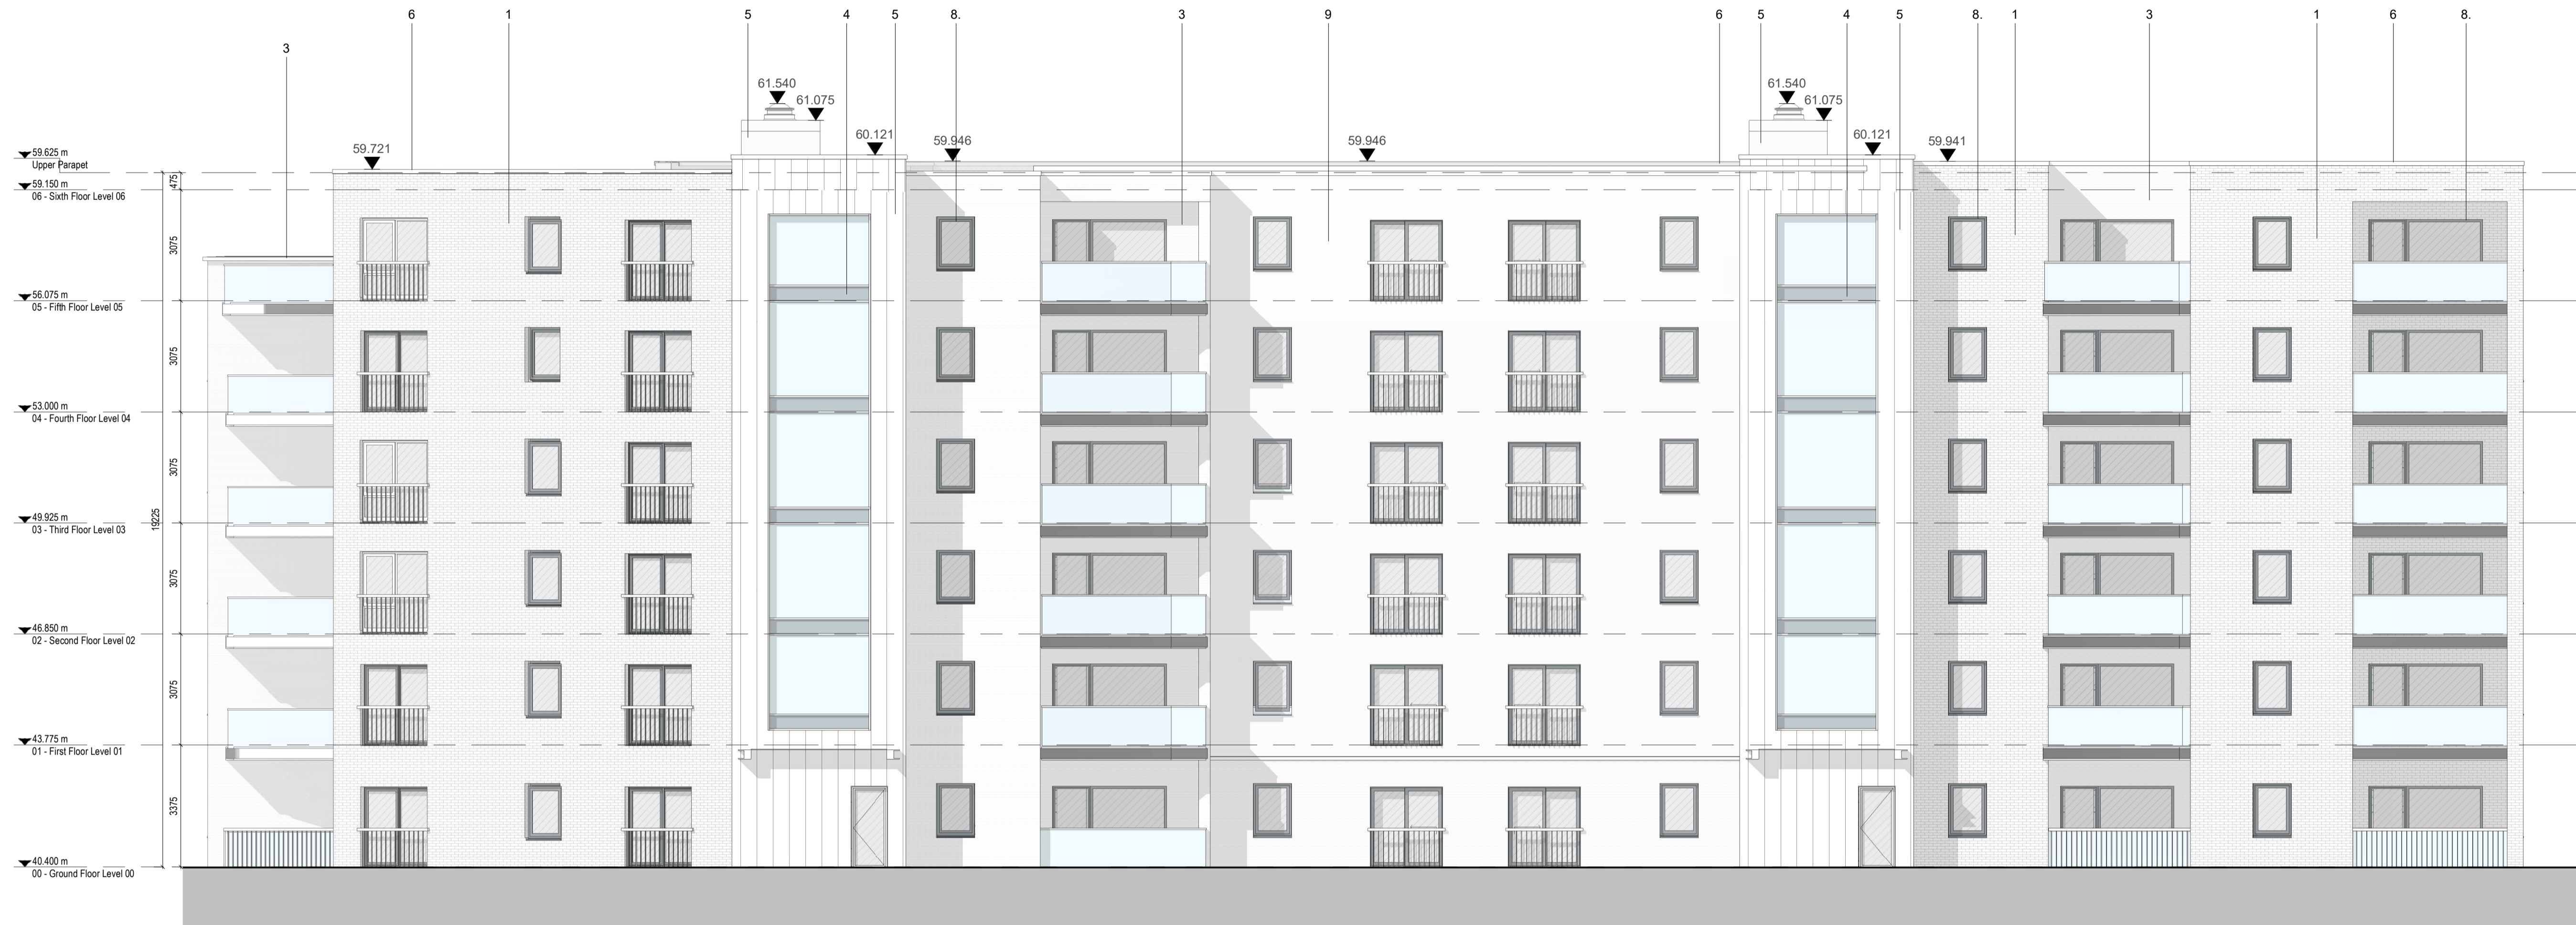 6 1 5 4 5 8. 3 9 6 5 4 5 8. 1 3 1 6 8.
3
61.540 61.540
61.075 61.075
60.121 60.121
59.946 59.946 59.941
59.721
59.625 m
Upper Parapet
475
59.150 m
06 - Sixth Floor Level 06
3075
56.075 m
05 - Fifth Floor Level 05
3075
53.000 m
04 - Fourth Floor Level 04
3075
49.925 m
03 - Third Floor Level 03
19225
3075
46.850 m
02 - Second Floor Level 02
3075
43.775 m
01 - First Floor Level 01
3375
40.400 m
00 - Ground Floor Level 00